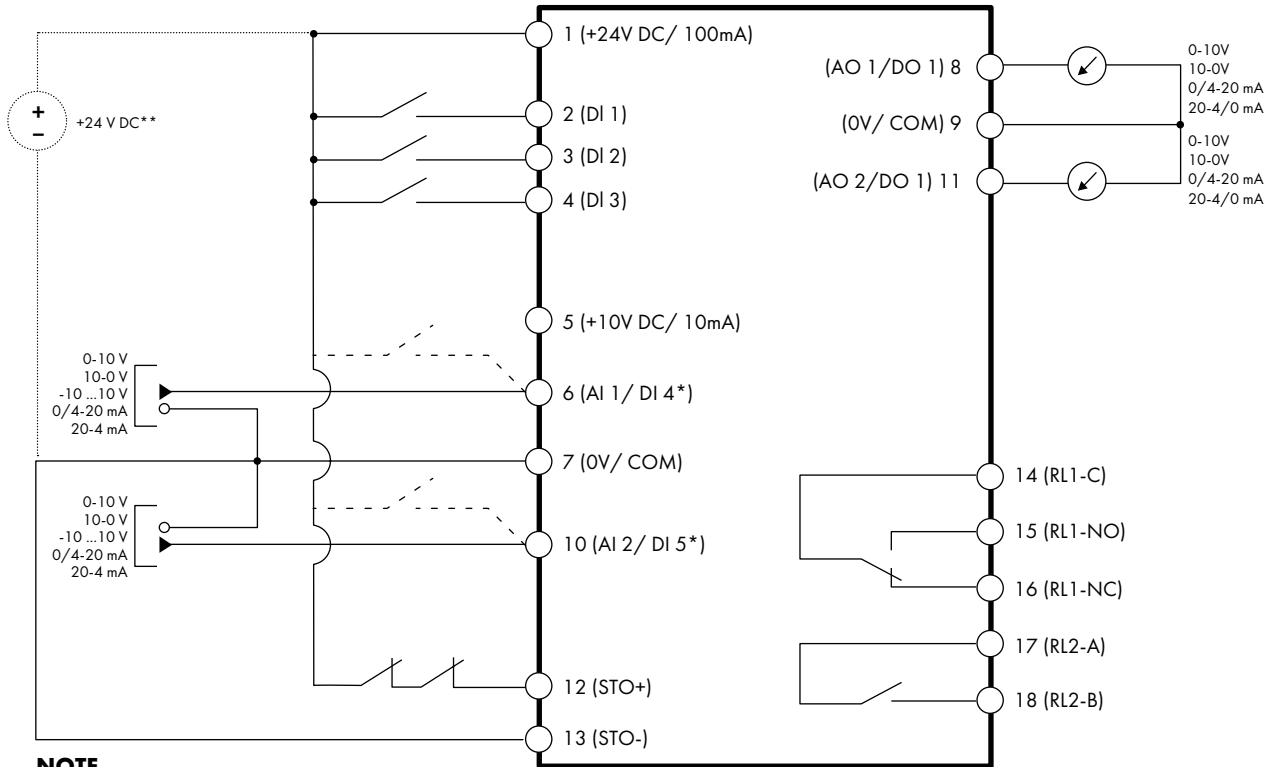 1 (+24V DC/ 100mA)
+
−
+24 V DC**
2 (DI 1)
3 (DI 2)
4 (DI 3)
5 (+10V DC/ 10mA)
0-10 V
10-0 V
-10 ...10 V
0/4-20 mA
20-4 mA
6 (AI 1/ DI 4*)
7 (0V/ COM)
0-10 V
10-0 V
-10 ...10 V
0/4-20 mA
20-4 mA
10 (AI 2/ DI 5*)
12 (STO+)
13 (STO-)
(AO 1/DO 1) 8
(0V/ COM) 9
(AO 2/DO 1) 11
0-10V
10-0V
0/4-20 mA
20-4/0 mA
0-10V
10-0V
0/4-20 mA
20-4/0 mA
14 (RL1-C)
15 (RL1-NO)
16 (RL1-NC)
17 (RL2-A)
18 (RL2-B)
NOTE